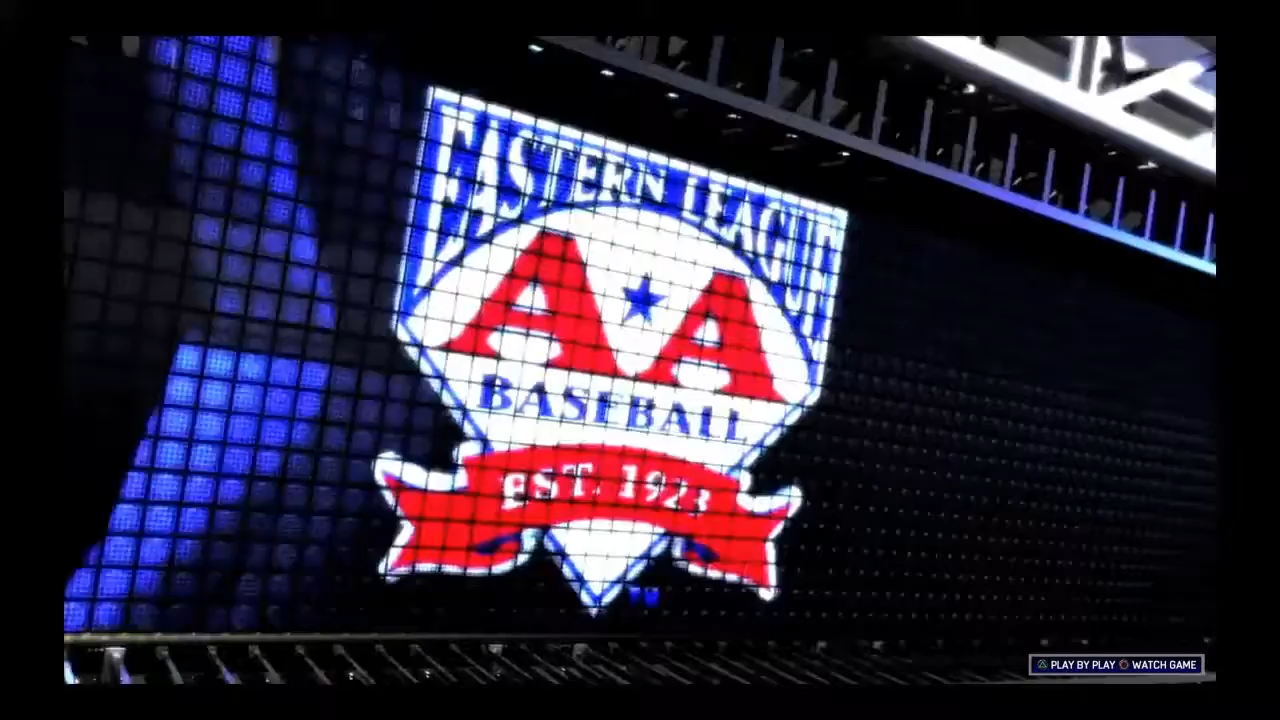 EASTERN LEAGUE
AA
BASEBALL
EST. 1923
PLAY BY PLAY WATCH GAME